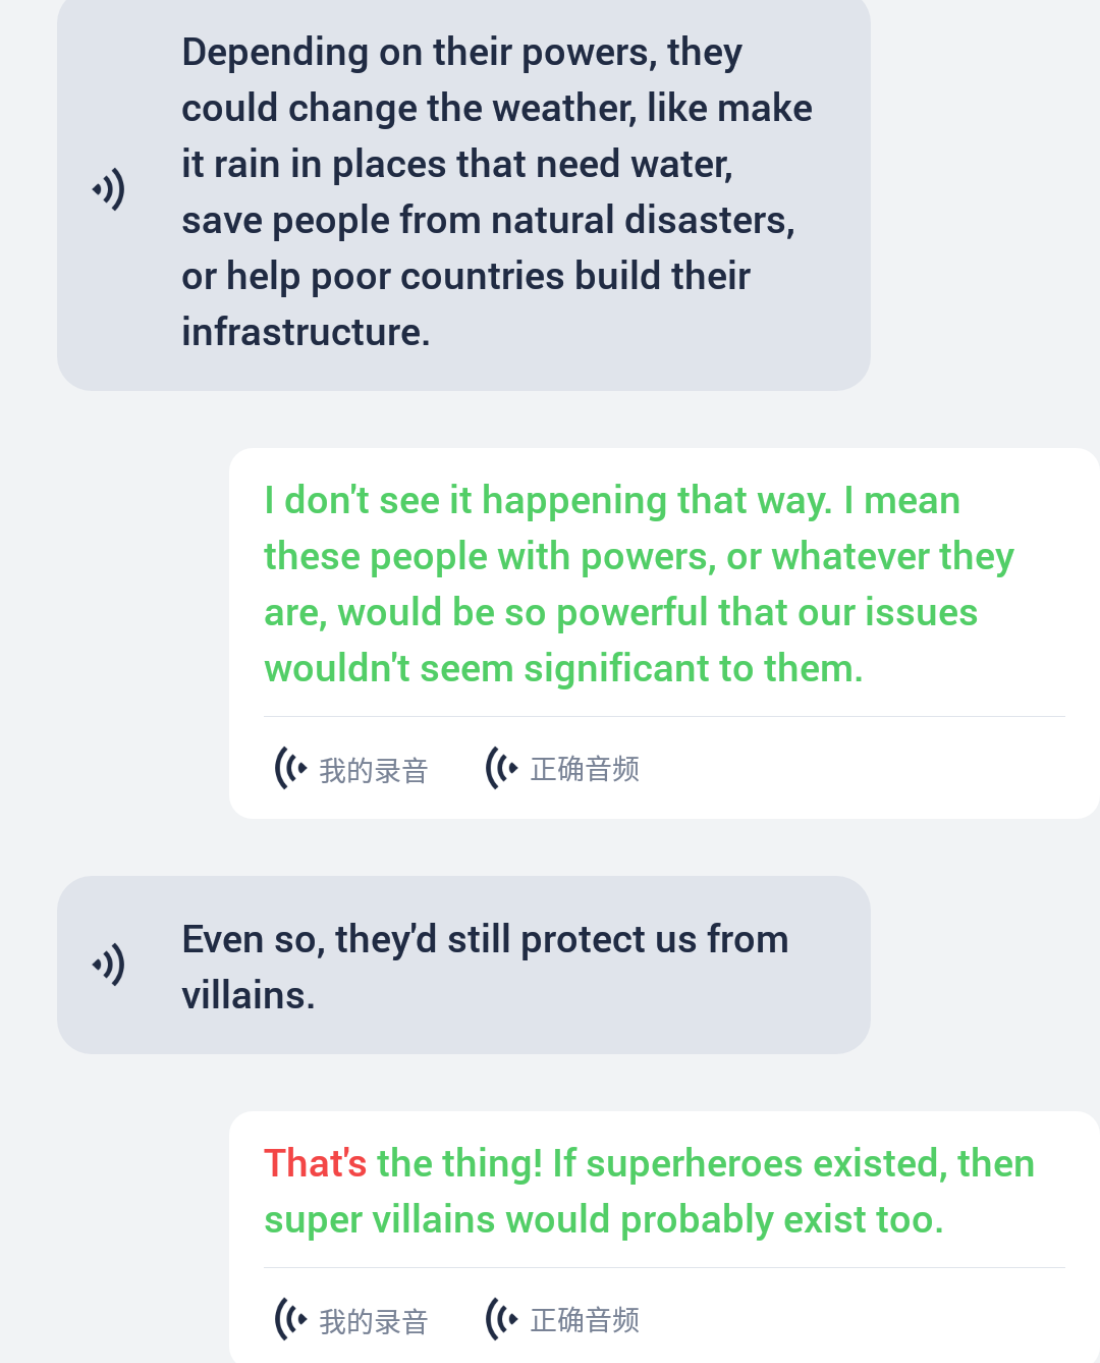 Depending on their powers, they
could change the weather, like make
it rain in places that need water,
save people from natural disasters,
or help poor countries build their
infrastructure.
I don't see it happening that way. I mean
these people with powers, or whatever they
are, would be so powerful that our issues
wouldn't seem significant to them.
我的录音 正确音频
Even so, they'd still protect us from
villains.
That's the thing! If superheroes existed, then
super villains would probably exist too.
我的录音 正确音频